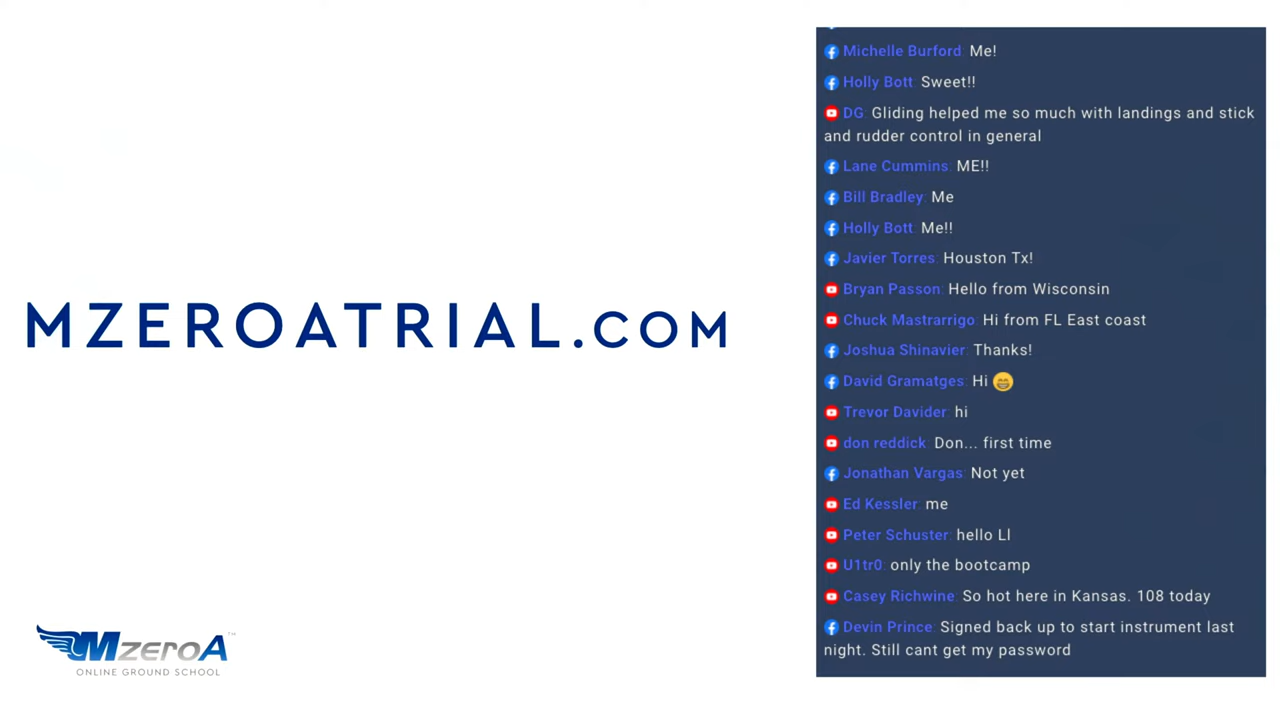 MZEROATRIAL.COM
MzeroA™
ONLINE GROUND SCHOOL
Michelle Burford: Me!
Holly Bott: Sweet!!
DG: Gliding helped me so much with landings and stick
and rudder control in general
Lane Cummins: ME!!
Bill Bradley: Me
Holly Bott: Me!!
Javier Torres: Houston Tx!
Bryan Passon: Hello from Wisconsin
Chuck Mastrarrigo: Hi from FL East coast
Joshua Shinavier: Thanks!
David Gramatges: Hi 😄
Trevor Davider: hi
don reddick: Don... first time
Jonathan Vargas: Not yet
Ed Kessler: me
Peter Schuster: hello Ll
U1tr0: only the bootcamp
Casey Richwine: So hot here in Kansas. 108 today
Devin Prince: Signed back up to start instrument last
night. Still cant get my password